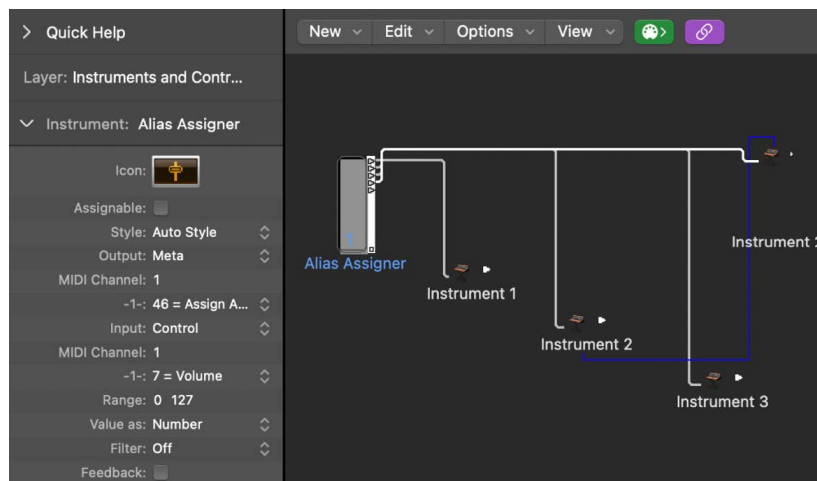 Quick Help
New Edit Options View
Layer: Instruments and Contr...
Instrument: Alias Assigner
Icon:
Assignable:
Style: Auto Style
Output: Meta
MIDI Channel: 1
-1-: 46 = Assign A...
Input: Control
MIDI Channel: 1
-1-: 7 = Volume
Range: 0 127
Value as: Number
Filter: Off
Feedback:
Alias Assigner
Instrument 1
Instrument 2
Instrument 3
Instrument